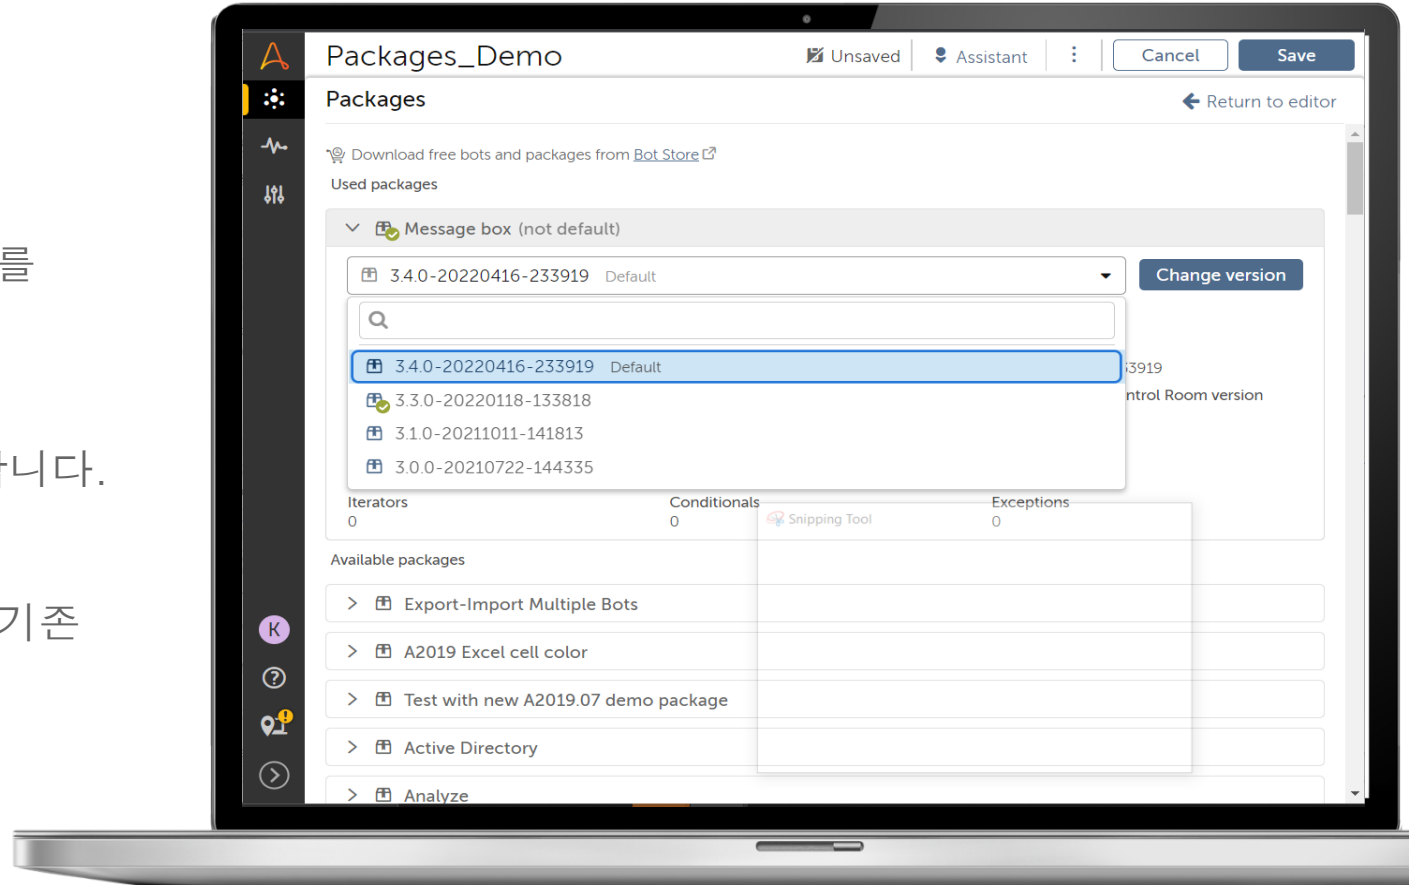 를
니다.
기존
Packages_Demo
Unsaved
Assistant
Cancel
Save
Packages
Return to editor
Download free bots and packages from Bot Store
Used packages
Message box (not default)
3.4.0-20220416-233919 Default
Change version
3.4.0-20220416-233919 Default
3.3.0-20220118-133818
3.1.0-20211011-141813
3.0.0-20210722-144335
3919
ntrol Room version
Iterators
0
Conditionals
0
Exceptions
0
Snipping Tool
Available packages
Export-Import Multiple Bots
A2019 Excel cell color
Test with new A2019.07 demo package
Active Directory
Analyze
K